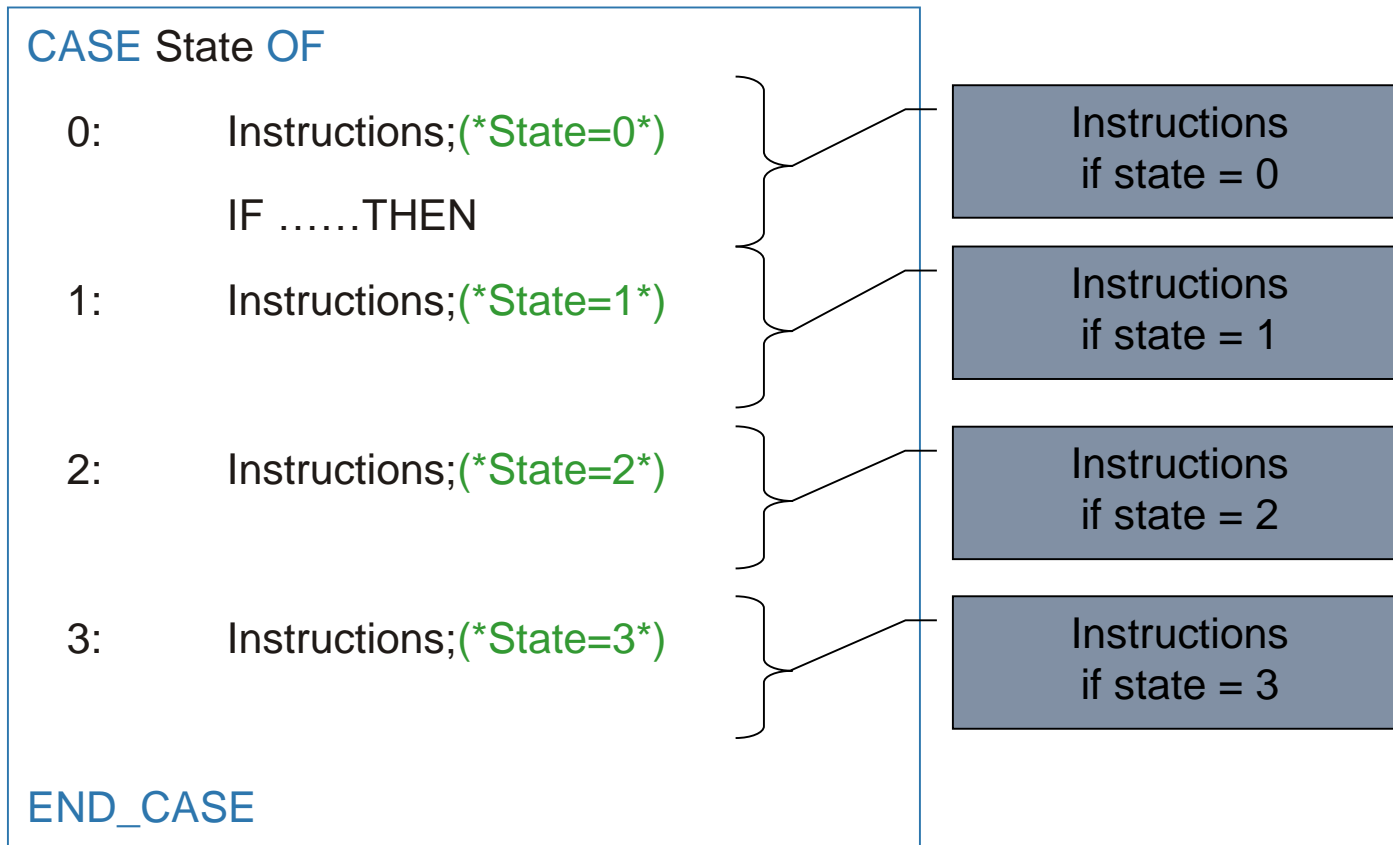 CASE State OF
0: Instructions;(*State=0*)
IF ……THEN
1: Instructions;(*State=1*)
2: Instructions;(*State=2*)
3: Instructions;(*State=3*)
END_CASE
Instructions
if state = 0
Instructions
if state = 1
Instructions
if state = 2
Instructions
if state = 3